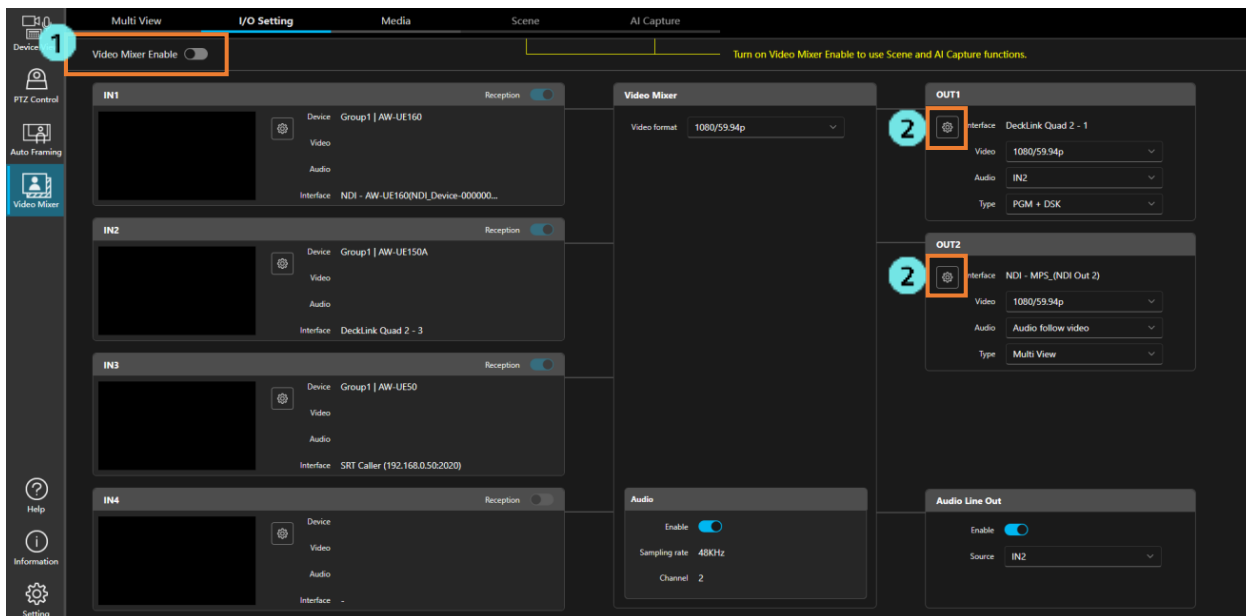 Multi View
I/O Setting
Media
Scene
AI Capture
Device
1
Video Mixer Enable
Turn on Video Mixer Enable to use Scene and AI Capture functions.
PTZ Control
Auto Framing
Video Mixer
Help
Information
Setting
IN1
Reception
Device Group1 | AW-UE160
Video
Audio
Interface NDI - AW-UE160(NDI_Device-000000...
IN2
Reception
Device Group1 | AW-UE150A
Video
Audio
Interface DeckLink Quad 2 - 3
IN3
Reception
Device Group1 | AW-UE50
Video
Audio
Interface SRT Caller (192.168.0.50:2020)
IN4
Reception
Device
Video
Audio
Interface -
Video Mixer
Video format 1080/59.94p
Audio
Enable
Sampling rate 48KHz
Channel 2
OUT1
2
Interface DeckLink Quad 2 - 1
Video 1080/59.94p
Audio IN2
Type PGM + DSK
OUT2
2
Interface NDI - MPS_(NDI Out 2)
Video 1080/59.94p
Audio Audio follow video
Type Multi View
Audio Line Out
Enable
Source IN2